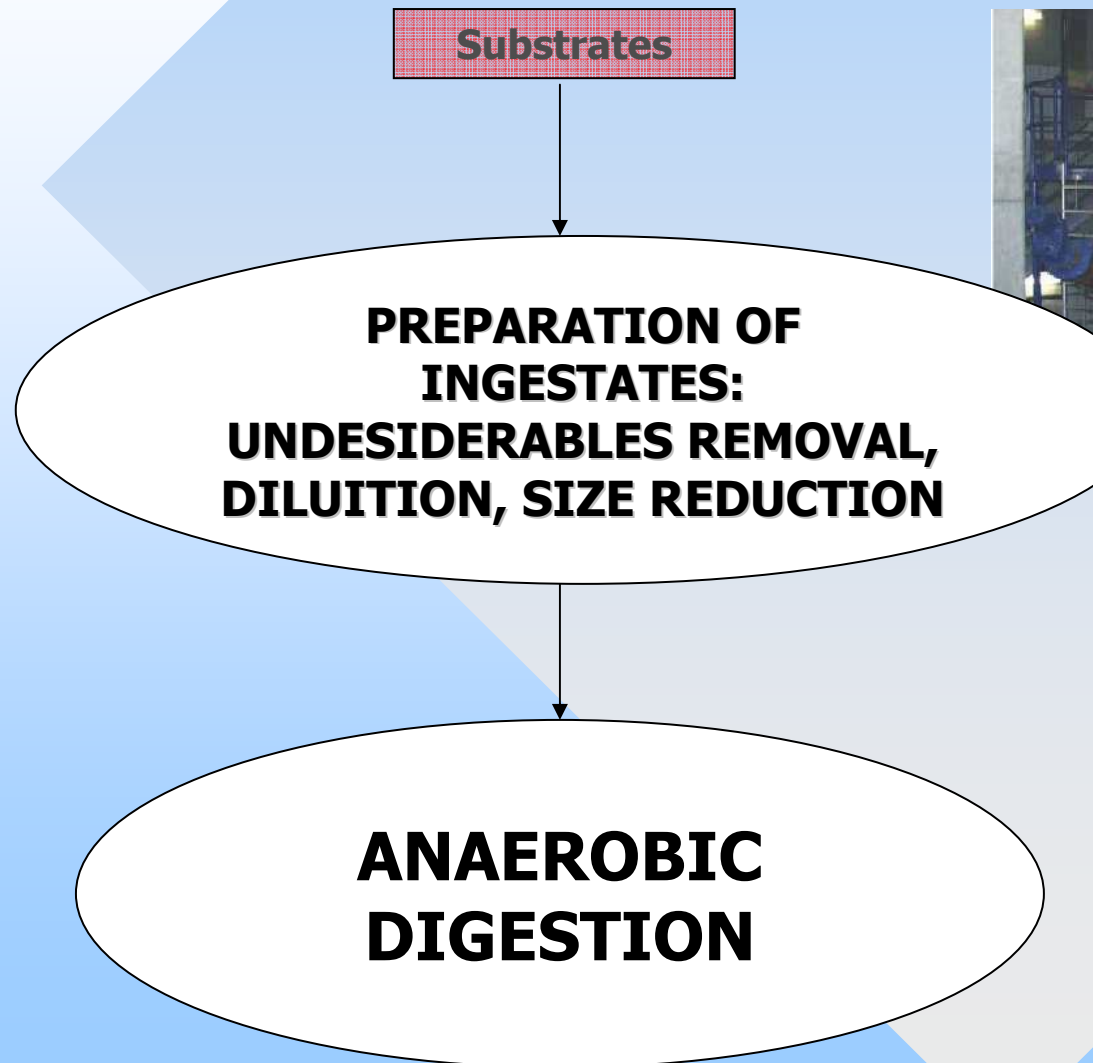 Substrates
PREPARATION OF
INGESTATES:
UNDESIDERABLES REMOVAL,
DILUITION, SIZE REDUCTION
ANAEROBIC
DIGESTION